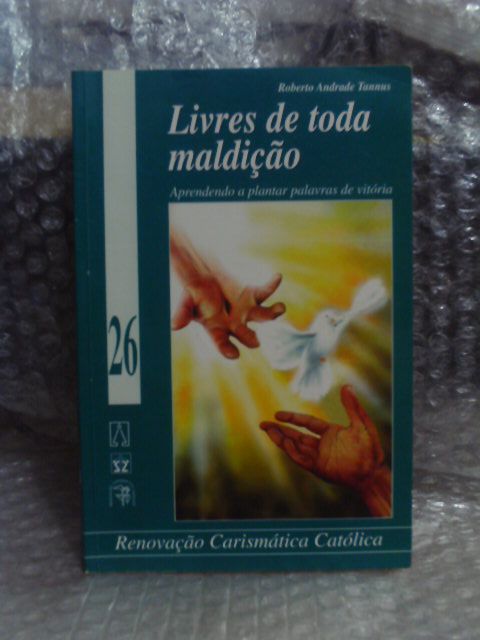 Roberto Andrade Tannus
Livres de toda
maldição
Aprendendo a plantar palavras de vitória
26
Renovação Carismática Católica